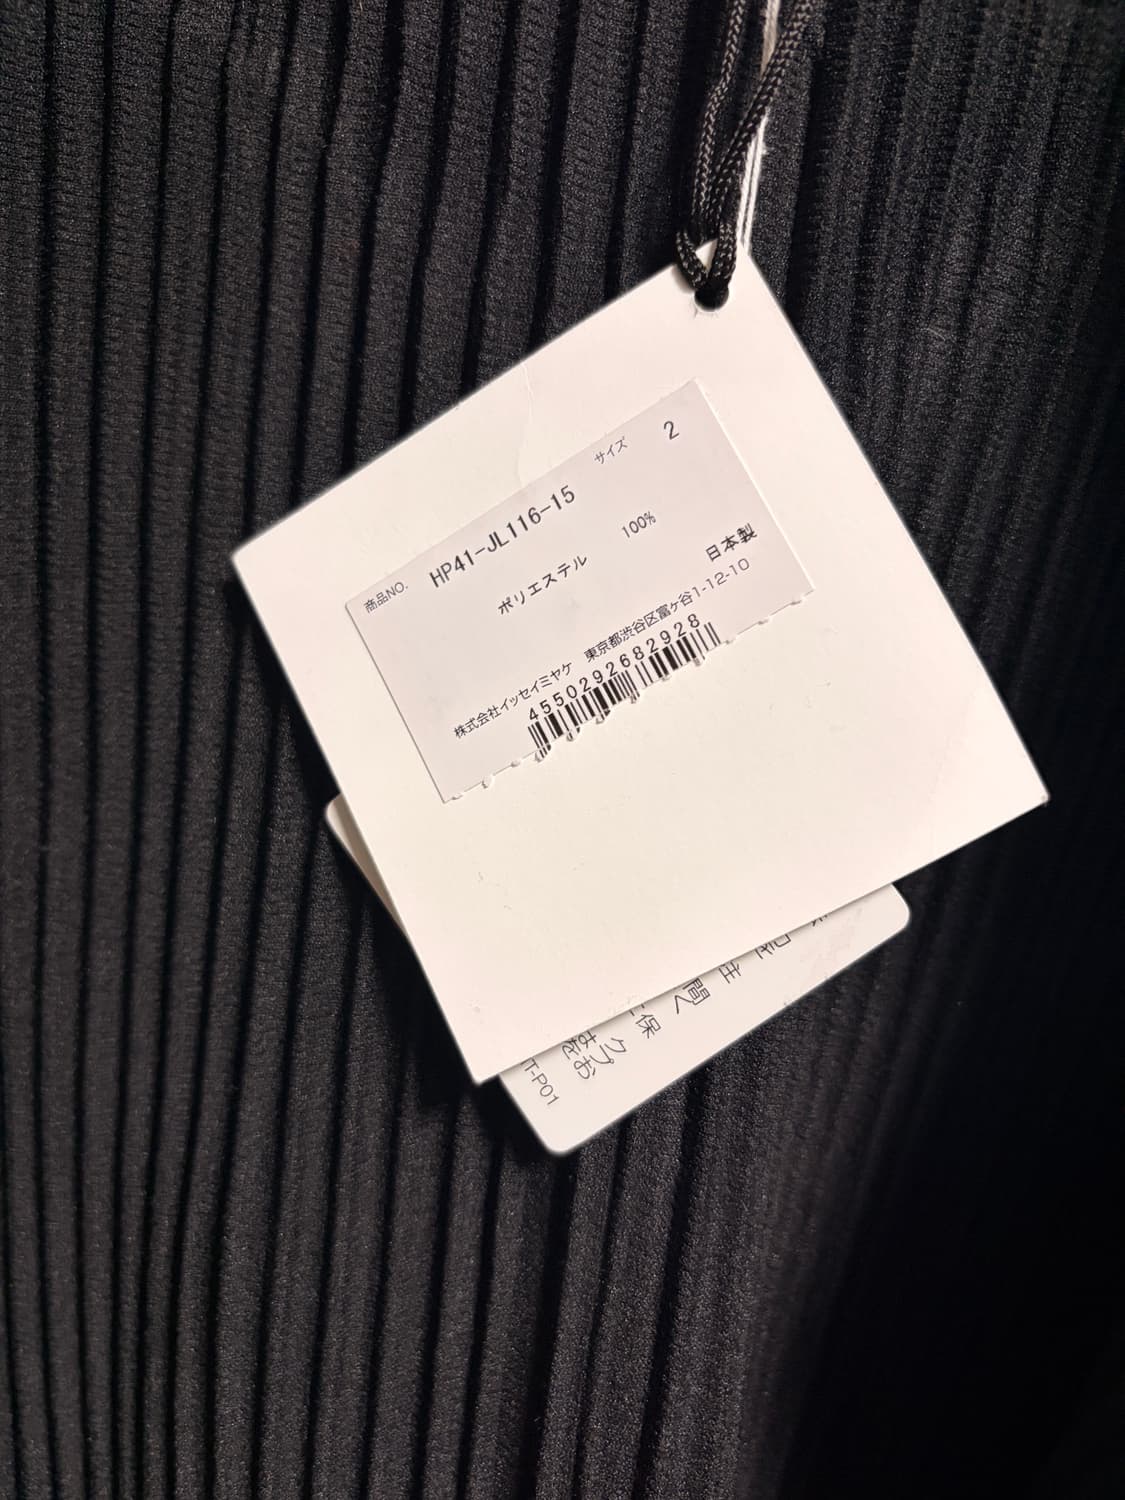 商品NO. HP41-JL116-15 サイズ 2
ポリエステル 100%
日本製
株式会社イッセイミヤケ 東京都渋谷区富ヶ谷1-12-10
4550292682928
T-P01